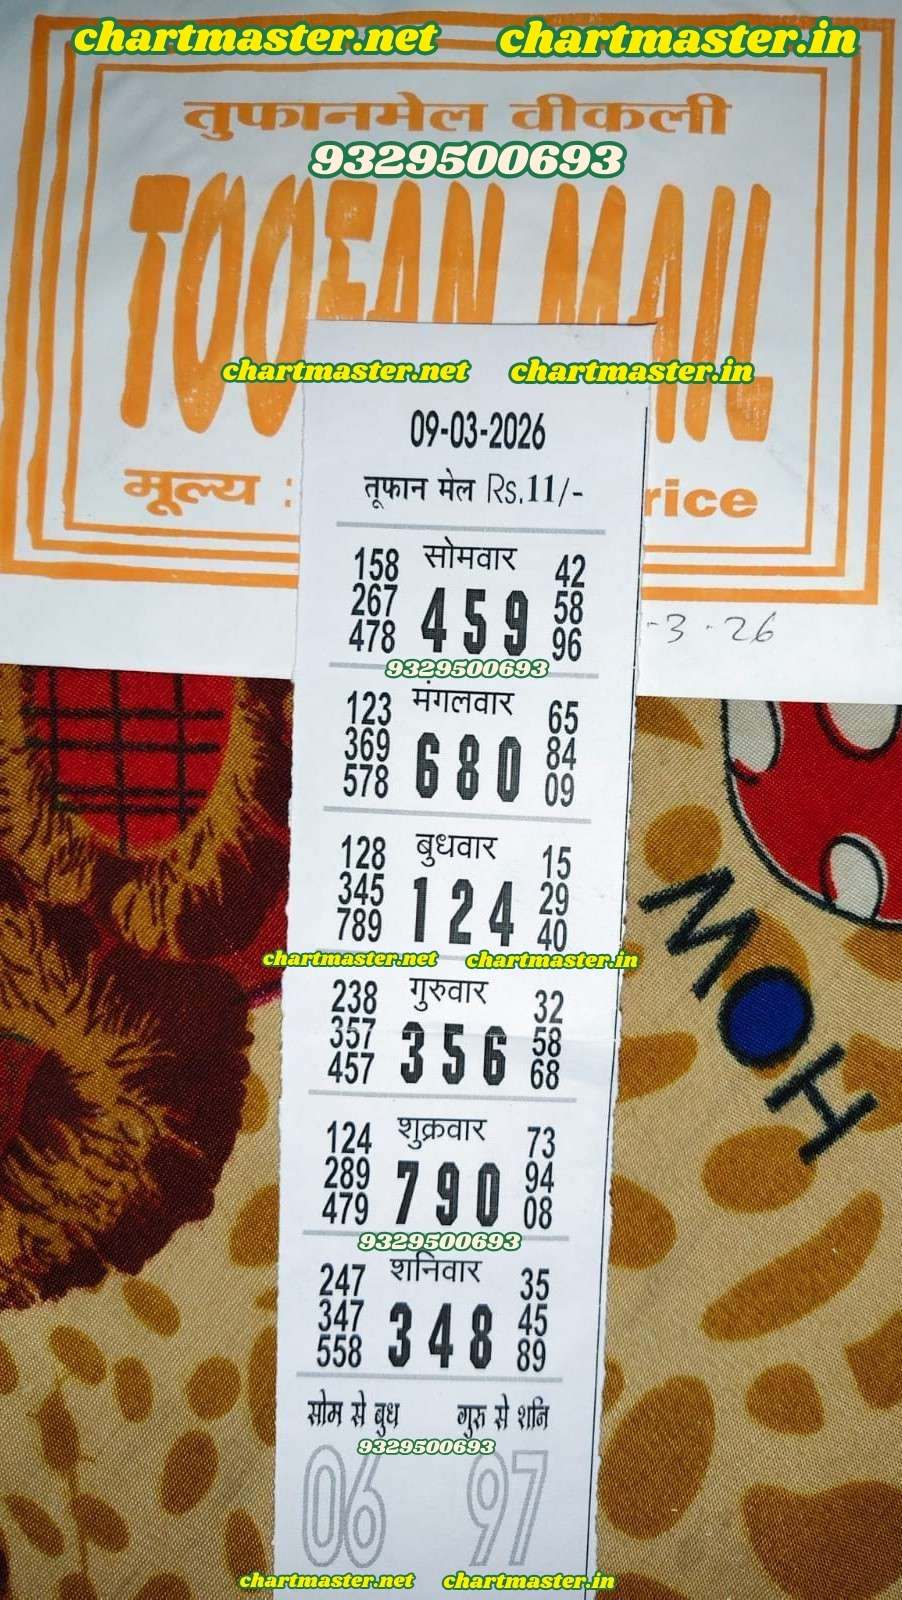 chartmaster.net chartmaster.in
तुफानमेल वीकली
9329500693
TOOFAN MAIL
chartmaster.net chartmaster.in
09-03-2026
मूल्य : rice
तूफान मेल Rs.11/-
सोमवार
158 42
267 459 58
478 96
-3-26
9329500693
मंगलवार
123 65
369 680 84
578 09
बुधवार
128 15
345 124 29
789 40
chartmaster.net chartmaster.in
गुरुवार
238 32
357 356 58
457 68
शुक्रवार
124 73
289 790 94
479 08
9329500693
शनिवार
247 35
347 348 45
558 89
सोम से बुध गुरु से शनि
9329500693
06 97
chartmaster.net chartmaster.in
HOW